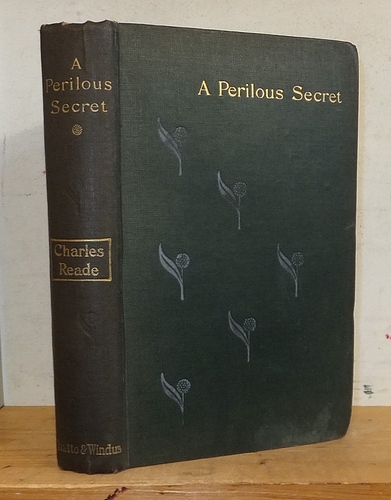 A
Perilous
Secret
Charles
Reade
Chatto & Windus
A Perilous Secret